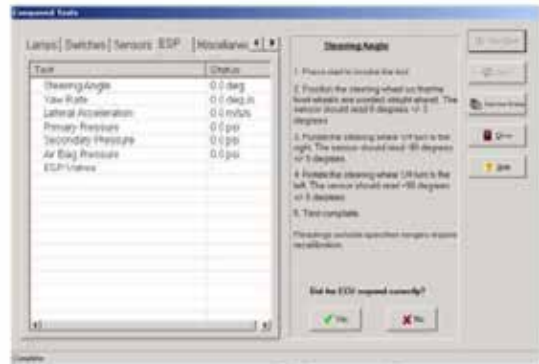 Component Tests
Lamps Switches Sensors ESP Miscellaneous
Test Status
Steering Angle 0.0 deg
Yaw Rate 0.0 deg/s
Lateral Acceleration 0.0 m/s/s
Primary Pressure 0.0 psi
Secondary Pressure 0.0 psi
Air Bag Pressure 0.0 psi
ESP Valves
Steering Angle
1. Press start to invoke the test.
2. Position the steering wheel so that the
front wheels are pointed straight ahead. The
sensor should read 0 degrees +/- 5
degrees.
3. Rotate the steering wheel 1/4 turn to the
right. The sensor should read -90 degrees
+/- 5 degrees.
4. Rotate the steering wheel 1/4 turn to the
left. The sensor should read +90 degrees
+/- 5 degrees.
5. Test complete.
Readings outside specified ranges require
recalibration.
Did the ECU respond correctly?
Yes No
Close
Help
Complete